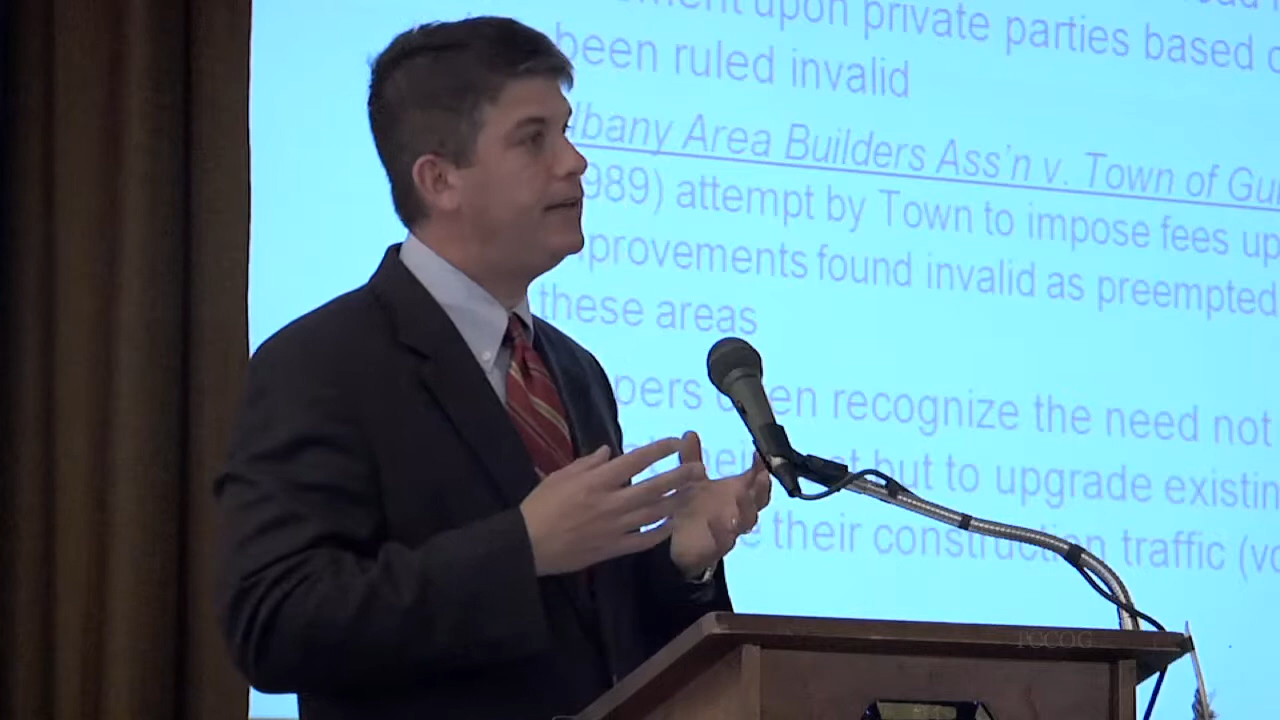 upon private parties based
been ruled invalid
lbany Area Builders Ass'n v. Town of Gu
989) attempt by Town to impose fees up
provements found invalid as preempted
these areas
pers en recognize the need not
but to upgrade existin
their construction traffic (vo
TCCOG